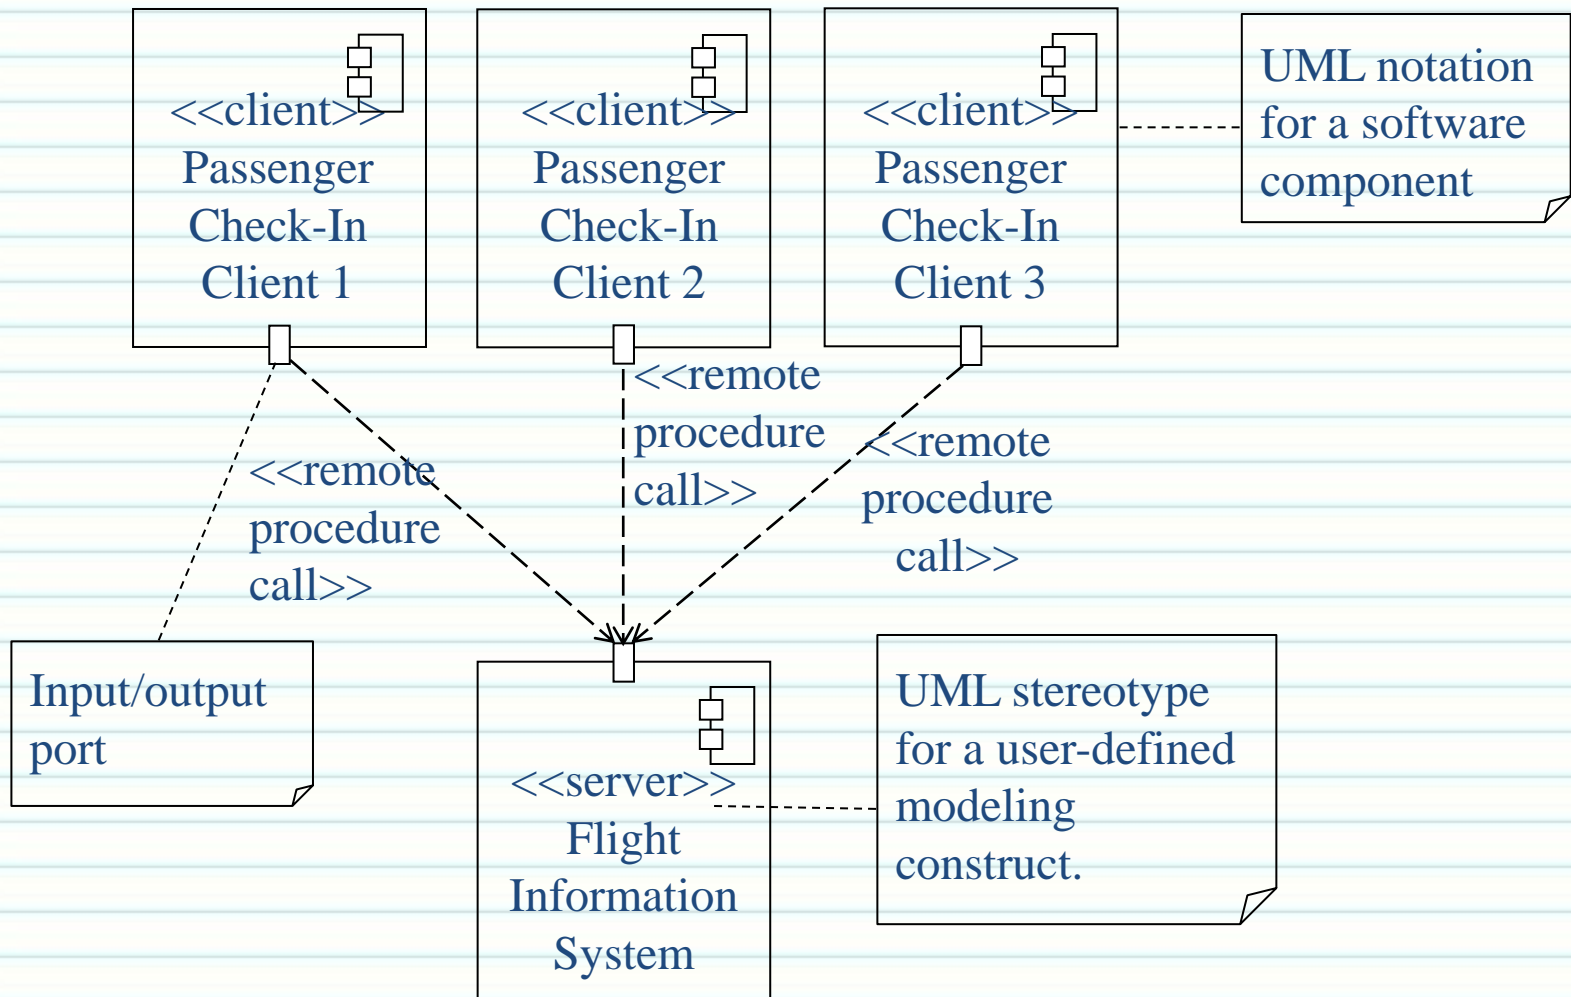 <<client>>
Passenger
Check-In
Client 1
<<client>>
Passenger
Check-In
Client 2
<<client>>
Passenger
Check-In
Client 3
UML notation
for a software
component
<<remote
procedure
call>>
<<remote
procedure
call>>
<<remote
procedure
call>>
Input/output
port
<<server>>
Flight
Information
System
UML stereotype
for a user-defined
modeling
construct.